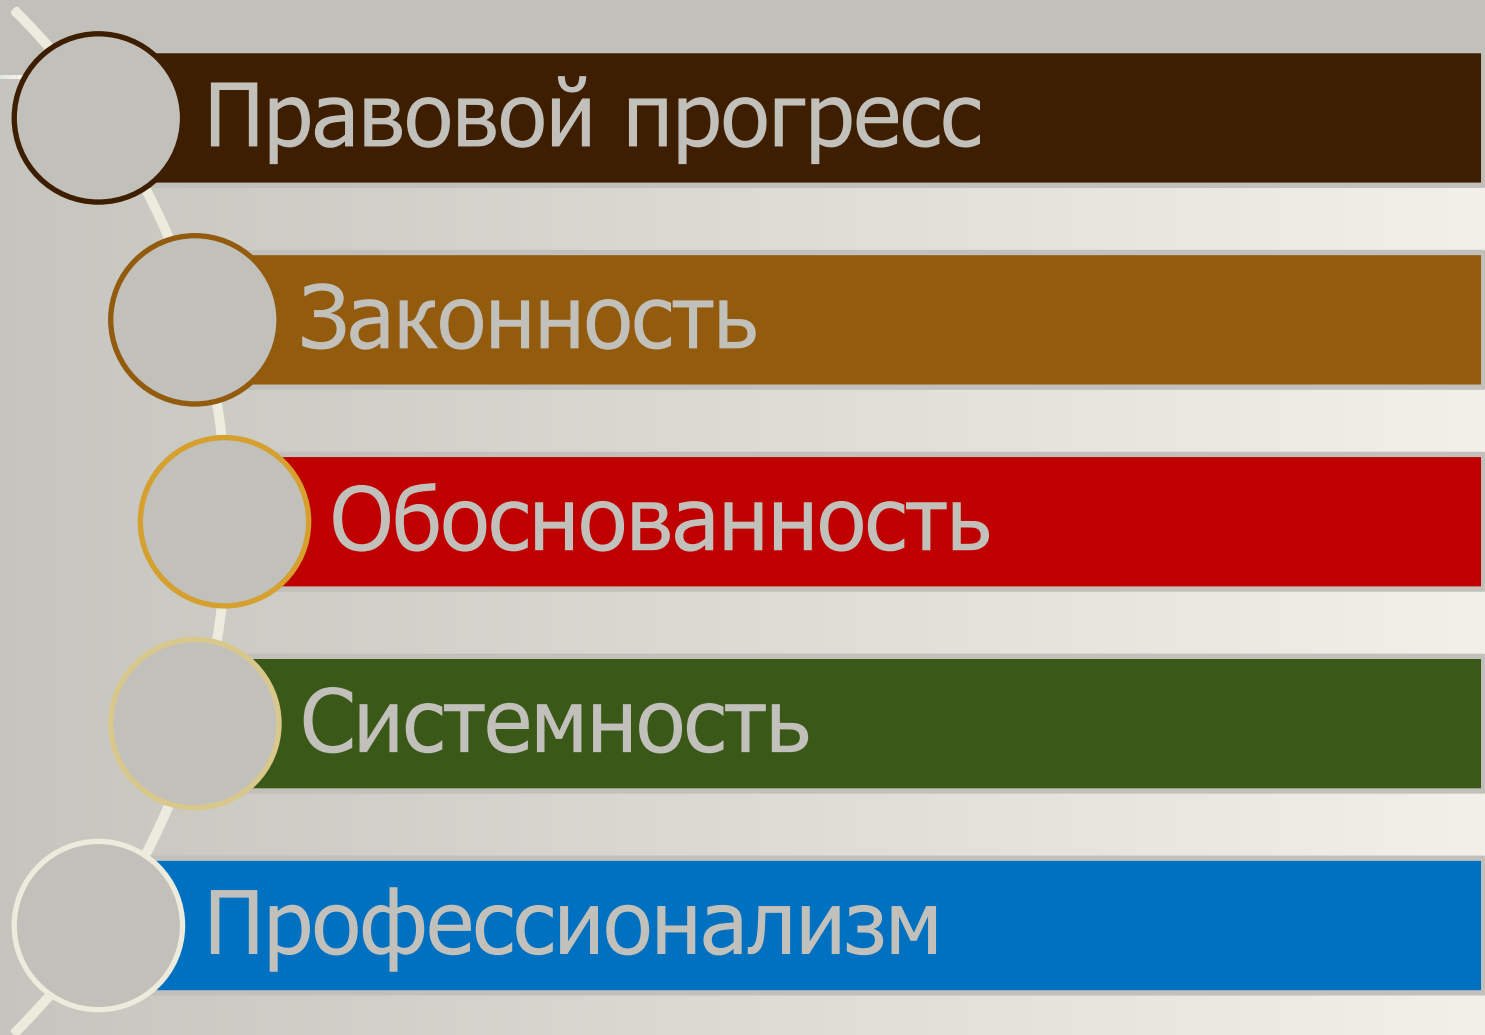 Правовой прогресс
Законность
Обоснованность
Системность
Профессионализм